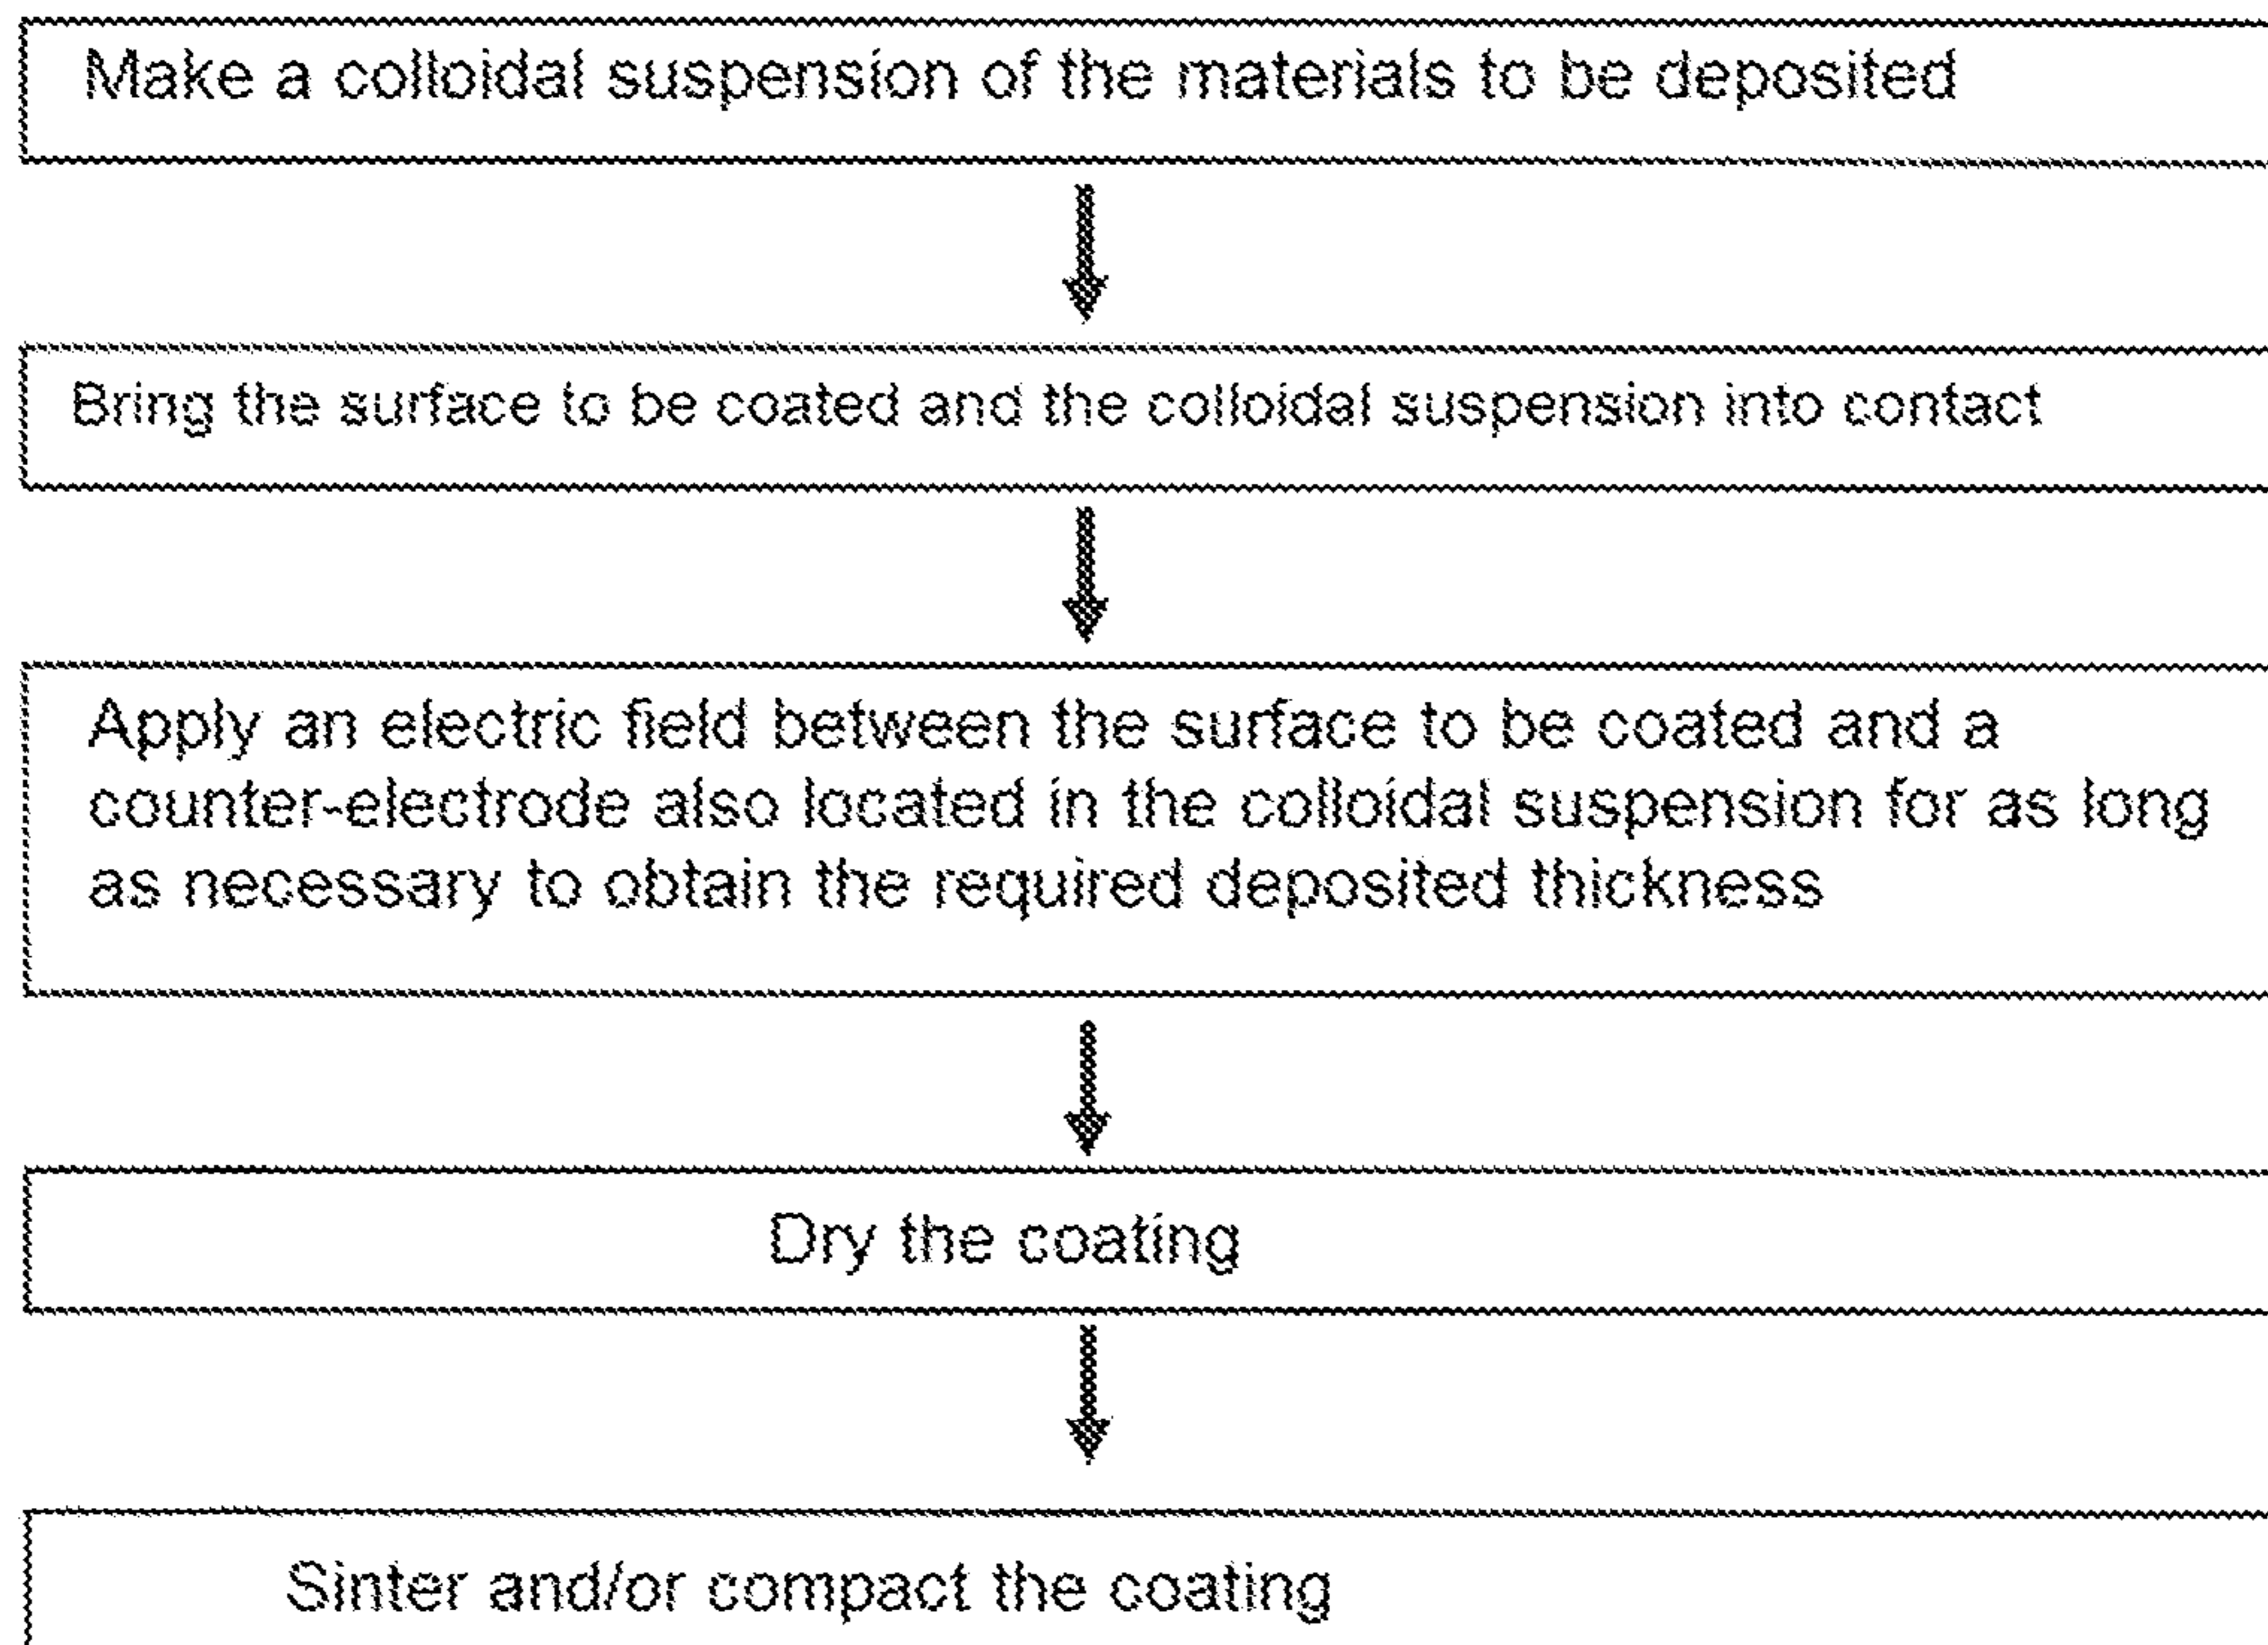 Make a colloidal suspension of the materials to be deposited
Bring the surface to be coated and the colloidal suspension into contact
Apply an electric field between the surface to be coated and a
counter-electrode also located in the colloidal suspension for as long
as necessary to obtain the required deposited thickness
Dry the coating
Sinter and/or compact the coating